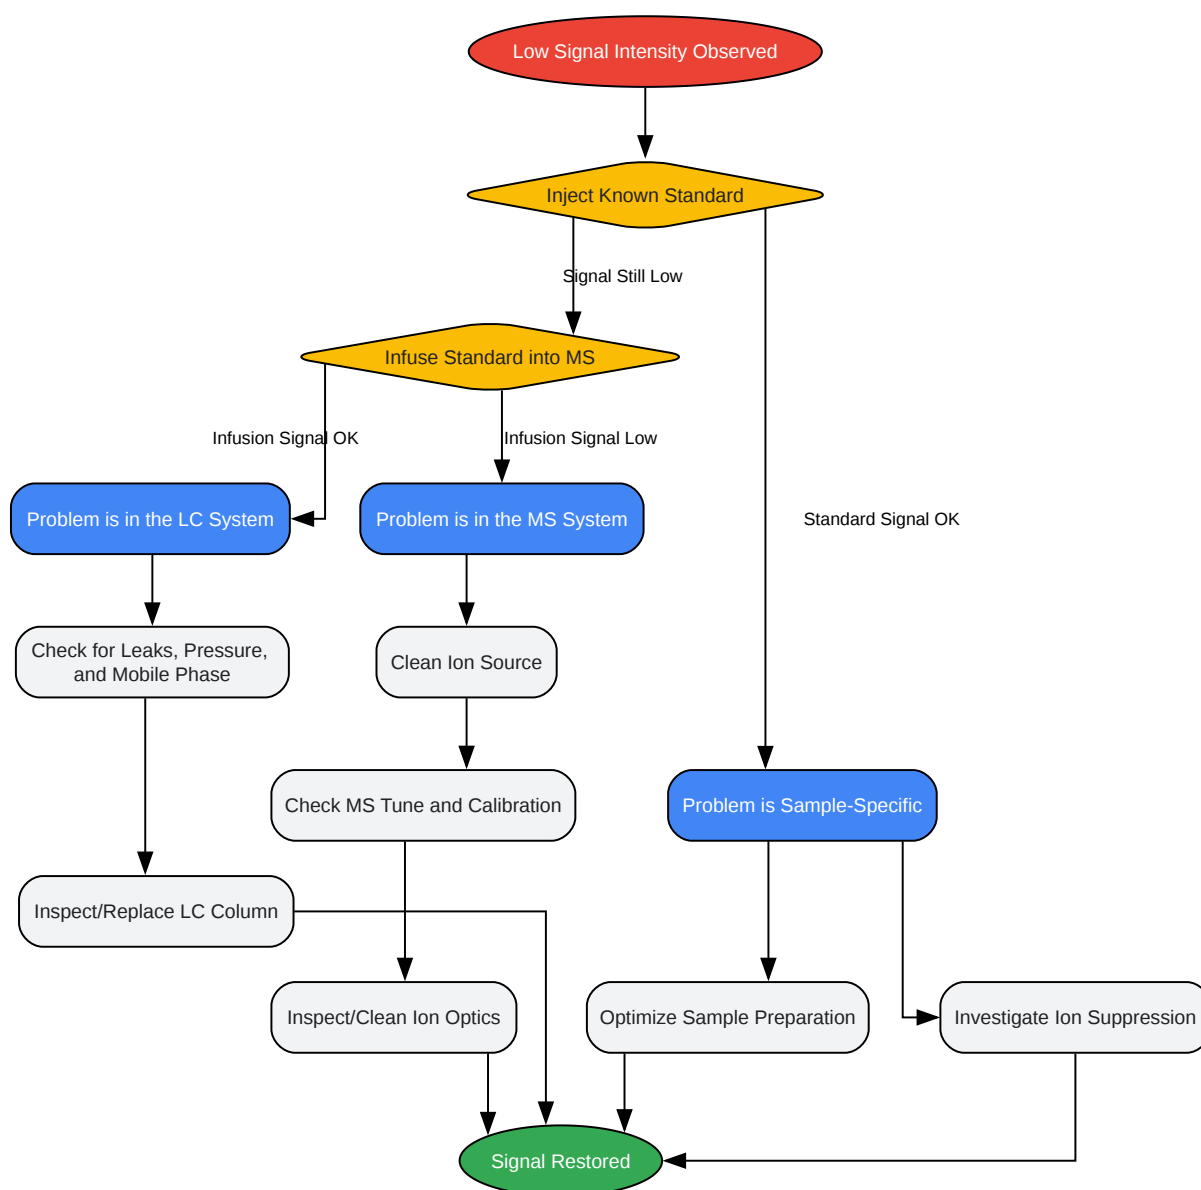 Low Signal Intensity Observed
Inject Known Standard
Signal Still Low
Infuse Standard into MS
Infusion Signal OK
Infusion Signal Low
Problem is in the LC System
Problem is in the MS System
Standard Signal OK
Check for Leaks, Pressure,
and Mobile Phase
Clean Ion Source
Check MS Tune and Calibration
Problem is Sample-Specific
Inspect/Replace LC Column
Inspect/Clean Ion Optics
Optimize Sample Preparation
Investigate Ion Suppression
Signal Restored